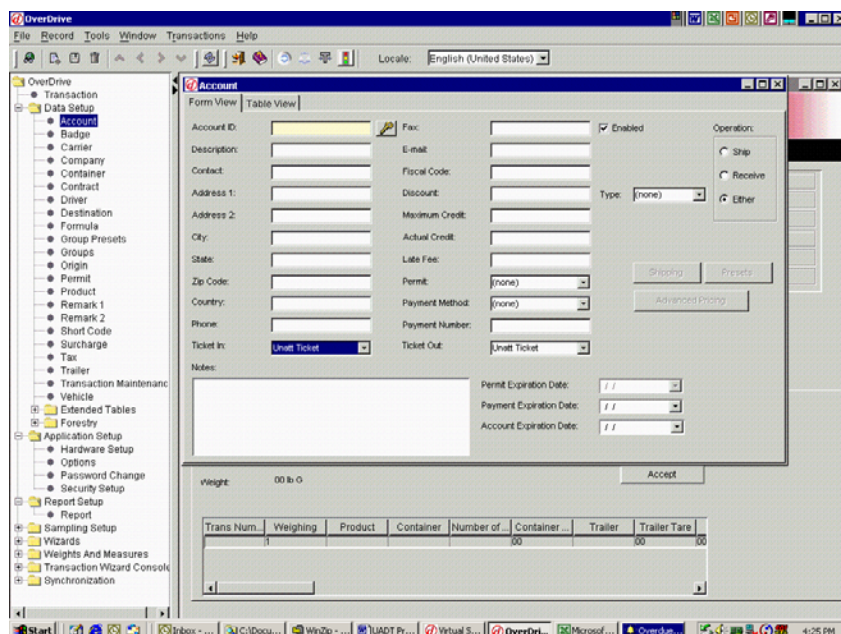 OverDrive
File Record Tools Window Transactions Help
Locale: English (United States)
OverDrive
Transaction
Data Setup
Account
Badge
Carrier
Company
Container
Contract
Driver
Destination
Formula
Group Presets
Groups
Origin
Permit
Product
Remark 1
Remark 2
Short Code
Surcharge
Tax
Trailer
Transaction Maintenanc
Vehicle
Extended Tables
Forestry
Application Setup
Hardware Setup
Options
Password Change
Security Setup
Report Setup
Report
Sampling Setup
Wizards
Weights And Measures
Transaction Wizard Console
Synchronization
Account
Form View Table View
Account ID: Fax: Enabled Operation:
Description: E-mail: Ship
Contact: Fiscal Code: Receive
Address 1: Discount: Type: (none) Either
Address 2: Maximum Credit:
City: Actual Credit:
State: Late Fee: Shipping Presets
Zip Code: Permit: (none)
Country: Payment Method: (none) Advanced Pricing
Phone: Payment Number:
Ticket In: Unatt Ticket Ticket Out: Unatt Ticket
Notes:
Permit Expiration Date: / /
Payment Expiration Date: / /
Account Expiration Date: / /
Weight: 00 lb G Accept
Trans Num... Weighing Product Container Number of... Container ... Trailer Trailer Tare
1 00 00 00
Start Inbox - ... C:\Docu... WinZip - ... UADT Pr... Virtual S... OverDri... Microsof... Overdue... 4:25 PM